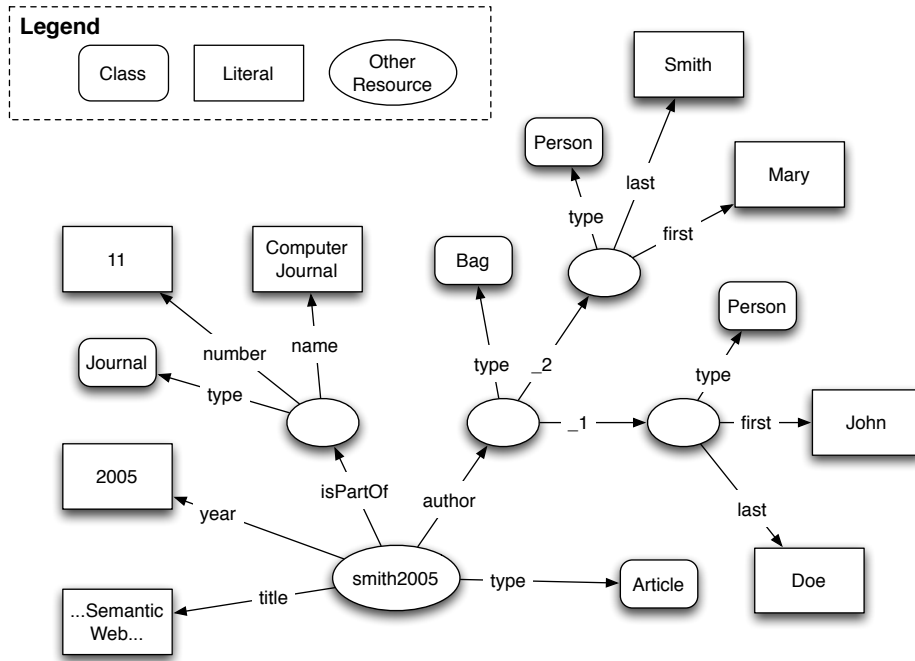 Legend
Class
Literal
Other
Resource
Smith
Person
last
Mary
type
first
11
Computer
Journal
Bag
Person
number
name
Journal
type
type
_2
type
_1
first
John
2005
isPartOf
author
last
year
smith2005
type
Article
Doe
title
...Semantic
Web...